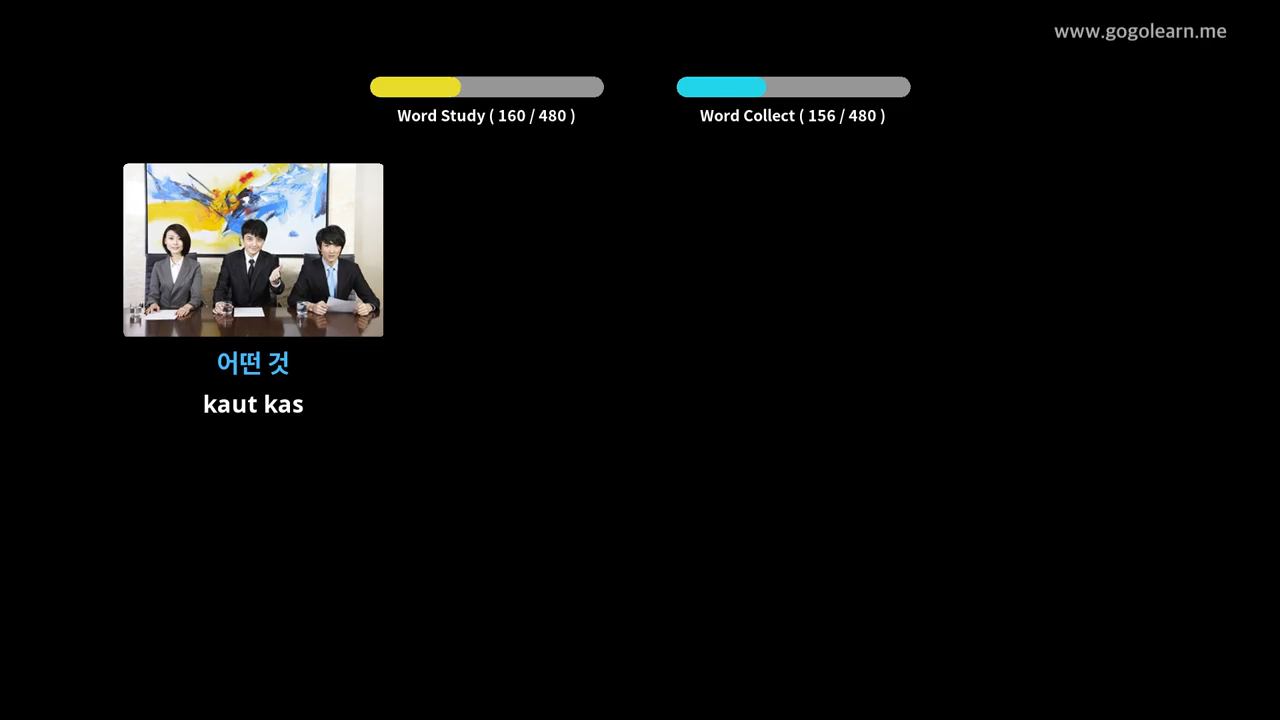 www.gogolearn.me
Word Study ( 160 / 480 )
Word Collect ( 156 / 480 )
어떤 것
kaut kas